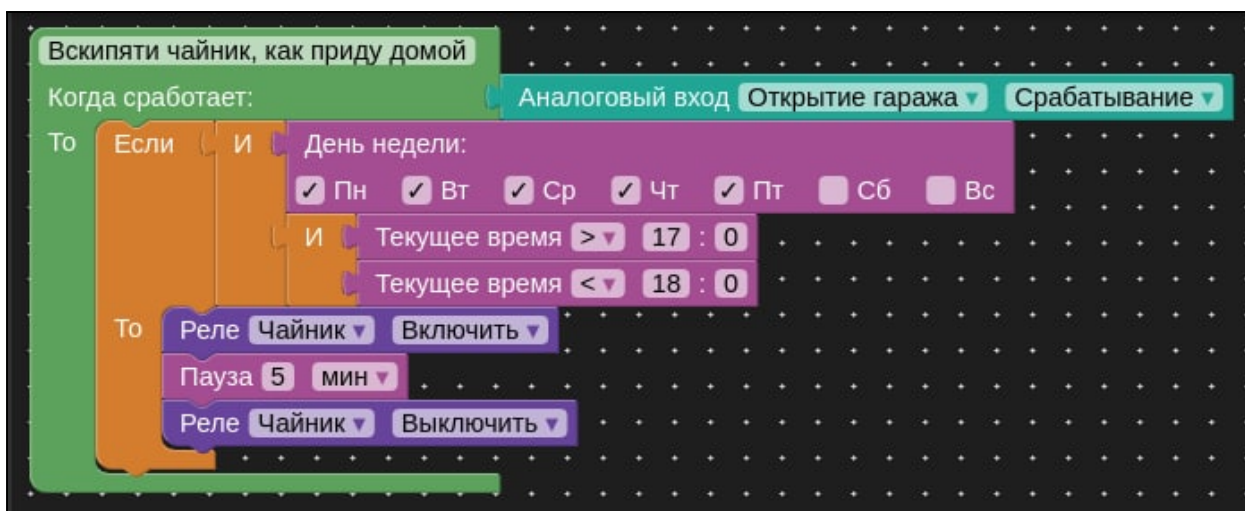 Вскипяти чайник, как приду домой
Когда сработает: Аналоговый вход Открытие гаража Срабатывание
То Если И День недели:
Пн Вт Ср Чт Пт Сб Вс
И Текущее время > 17 : 0
Текущее время < 18 : 0
То Реле Чайник Включить
Пауза 5 мин
Реле Чайник Выключить